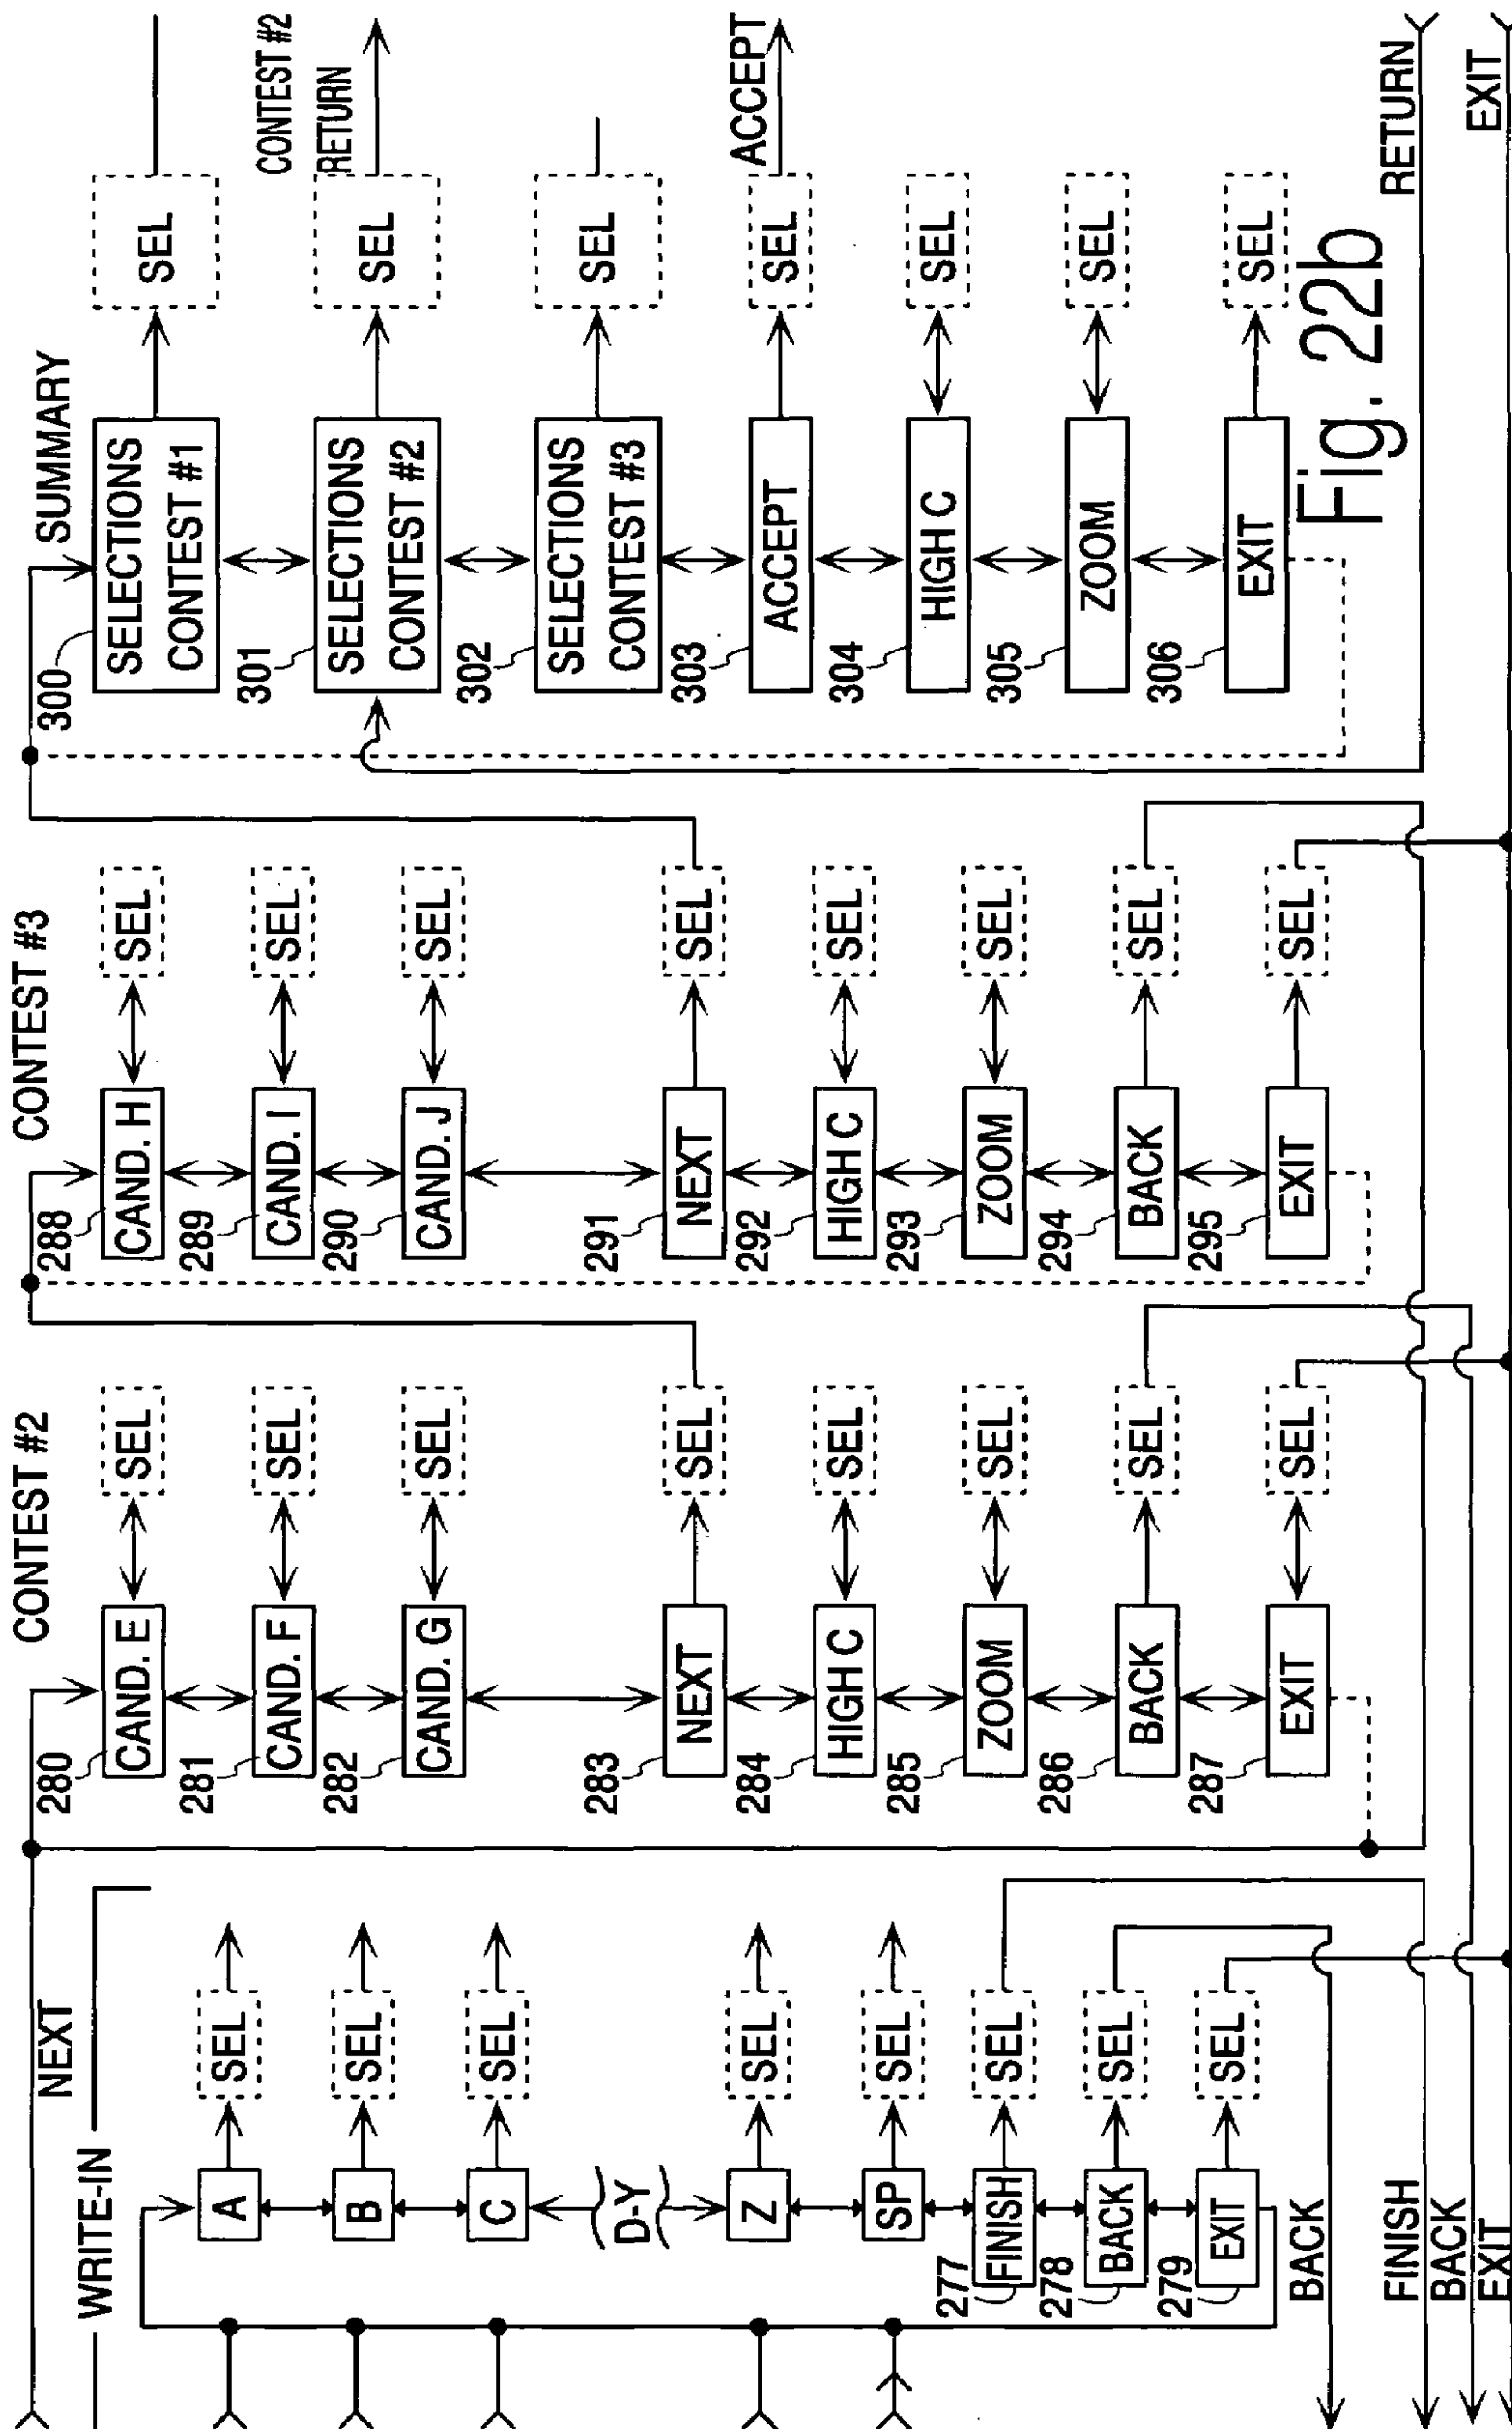 NEXT
WRITE-IN
A
SEL
B
SEL
C
SEL
D-Y
Z
SEL
SP
SEL
277
FINISH
SEL
278
BACK
SEL
279
EXIT
SEL
BACK
FINISH
BACK
EXIT
CONTEST #2
280
CAND. E
SEL
281
CAND. F
SEL
282
CAND. G
SEL
283
NEXT
SEL
284
HIGH C
SEL
285
ZOOM
SEL
286
BACK
SEL
287
EXIT
SEL
CONTEST #3
288
CAND. H
SEL
289
CAND. I
SEL
290
CAND. J
SEL
291
NEXT
SEL
292
HIGH C
SEL
293
ZOOM
SEL
294
BACK
SEL
295
EXIT
SEL
SUMMARY
300
SELECTIONS
CONTEST #1
SEL
301
SELECTIONS
CONTEST #2
SEL
CONTEST #2
RETURN
302
SELECTIONS
CONTEST #3
SEL
303
ACCEPT
SEL
ACCEPT
304
HIGH C
SEL
305
ZOOM
SEL
306
EXIT
SEL
Fig. 22b
RETURN
EXIT